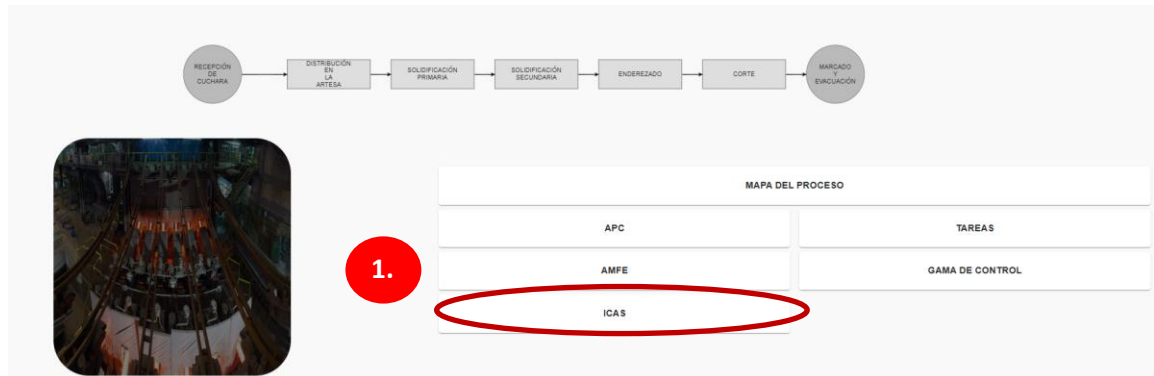 RECEPCIÓN
DE
CUCHARA
DISTRIBUCIÓN
EN
LA
ARTESA
SOLIDIFICACIÓN
PRIMARIA
SOLIDIFICACIÓN
SECUNDARIA
ENDEREZADO
CORTE
MARCADO
Y
EVACUACIÓN
MAPA DEL PROCESO
APC
TAREAS
1.
AMFE
GAMA DE CONTROL
ICAS